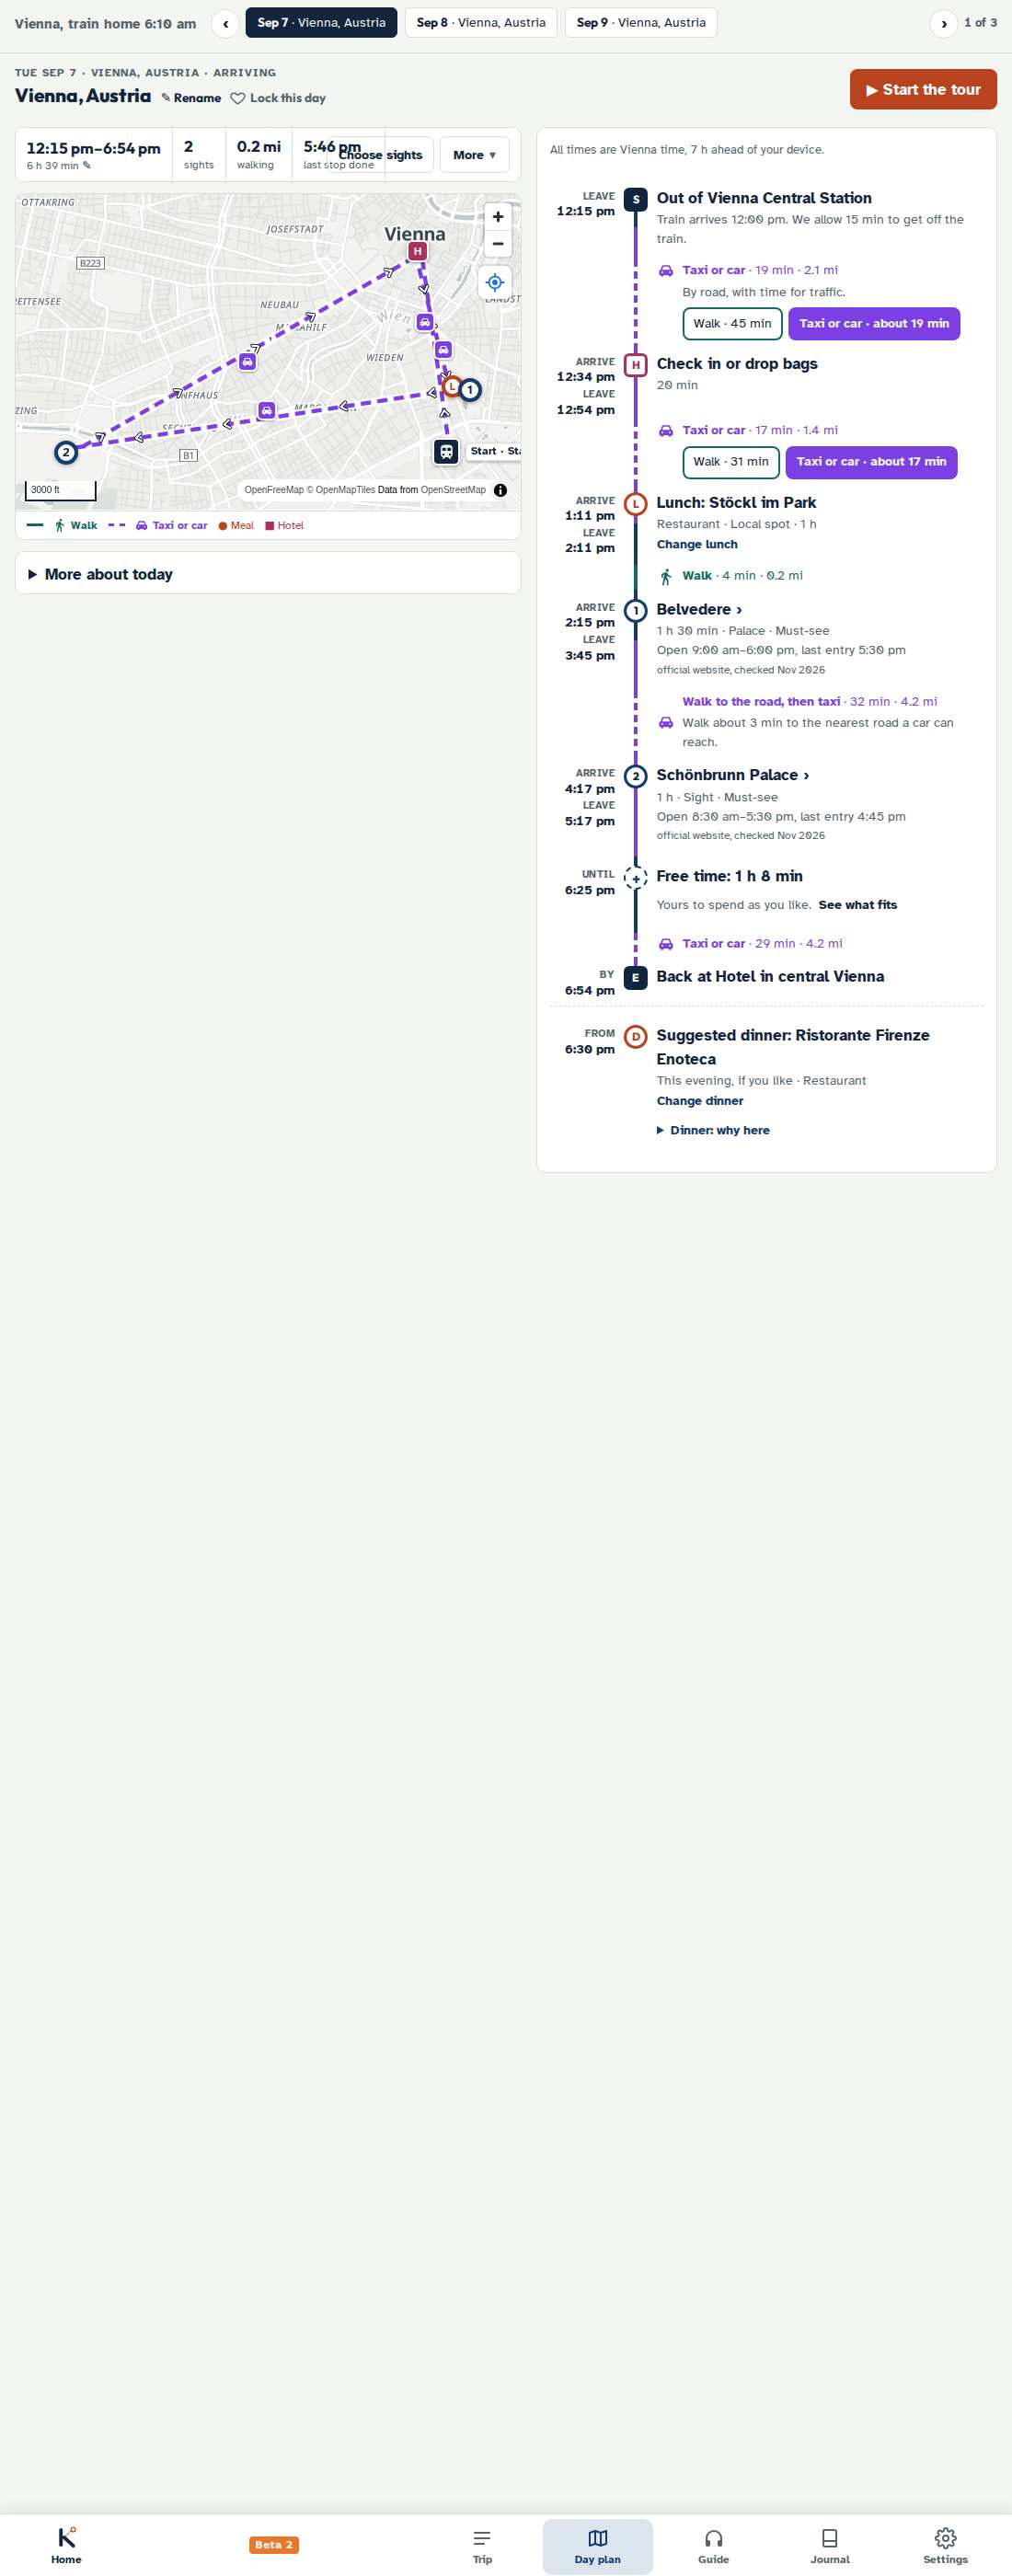 Vienna, train home 6:10 am
‹
Sep 7 · Vienna, Austria
Sep 8 · Vienna, Austria
Sep 9 · Vienna, Austria
›
1 of 3
TUE SEP 7 · VIENNA, AUSTRIA · ARRIVING
Vienna, Austria
✎ Rename
Lock this day
▶ Start the tour
12:15 pm–6:54 pm
6 h 39 min ✎
2
sights
0.2 mi
walking
5:46 pm
last stop done
Choose sights
More ▾
OTTAKRING
JOSEFSTADT
Vienna
H
B223
NEUBAU
WIEDEN
L
1
2
B1
Start ·
3000 ft
OpenFreeMap © OpenMapTiles Data from OpenStreetMap
Walk
Taxi or car
Meal
Hotel
▶ More about today
All times are Vienna time, 7 h ahead of your device.
LEAVE
12:15 pm
S
Out of Vienna Central Station
Train arrives 12:00 pm. We allow 15 min to get off the
train.
Taxi or car · 19 min · 2.1 mi
By road, with time for traffic.
Walk · 45 min
Taxi or car · about 19 min
ARRIVE
12:34 pm
LEAVE
12:54 pm
H
Check in or drop bags
20 min
Taxi or car · 17 min · 1.4 mi
Walk · 31 min
Taxi or car · about 17 min
ARRIVE
1:11 pm
LEAVE
2:11 pm
L
Lunch: Stöckl im Park
Restaurant · Local spot · 1 h
Change lunch
Walk · 4 min · 0.2 mi
ARRIVE
2:15 pm
LEAVE
3:45 pm
1
Belvedere ›
1 h 30 min · Palace · Must-see
Open 9:00 am–6:00 pm, last entry 5:30 pm
official website, checked Nov 2026
Walk to the road, then taxi · 32 min · 4.2 mi
Walk about 3 min to the nearest road a car can
reach.
ARRIVE
4:17 pm
LEAVE
5:17 pm
2
Schönbrunn Palace ›
1 h · Sight · Must-see
Open 8:30 am–5:30 pm, last entry 4:45 pm
official website, checked Nov 2026
UNTIL
6:25 pm
+
Free time: 1 h 8 min
Yours to spend as you like. See what fits
Taxi or car · 29 min · 4.2 mi
BY
6:54 pm
E
Back at Hotel in central Vienna
FROM
6:30 pm
D
Suggested dinner: Ristorante Firenze
Enoteca
This evening, if you like · Restaurant
Change dinner
▶ Dinner: why here
Home
Beta 2
Trip
Day plan
Guide
Journal
Settings